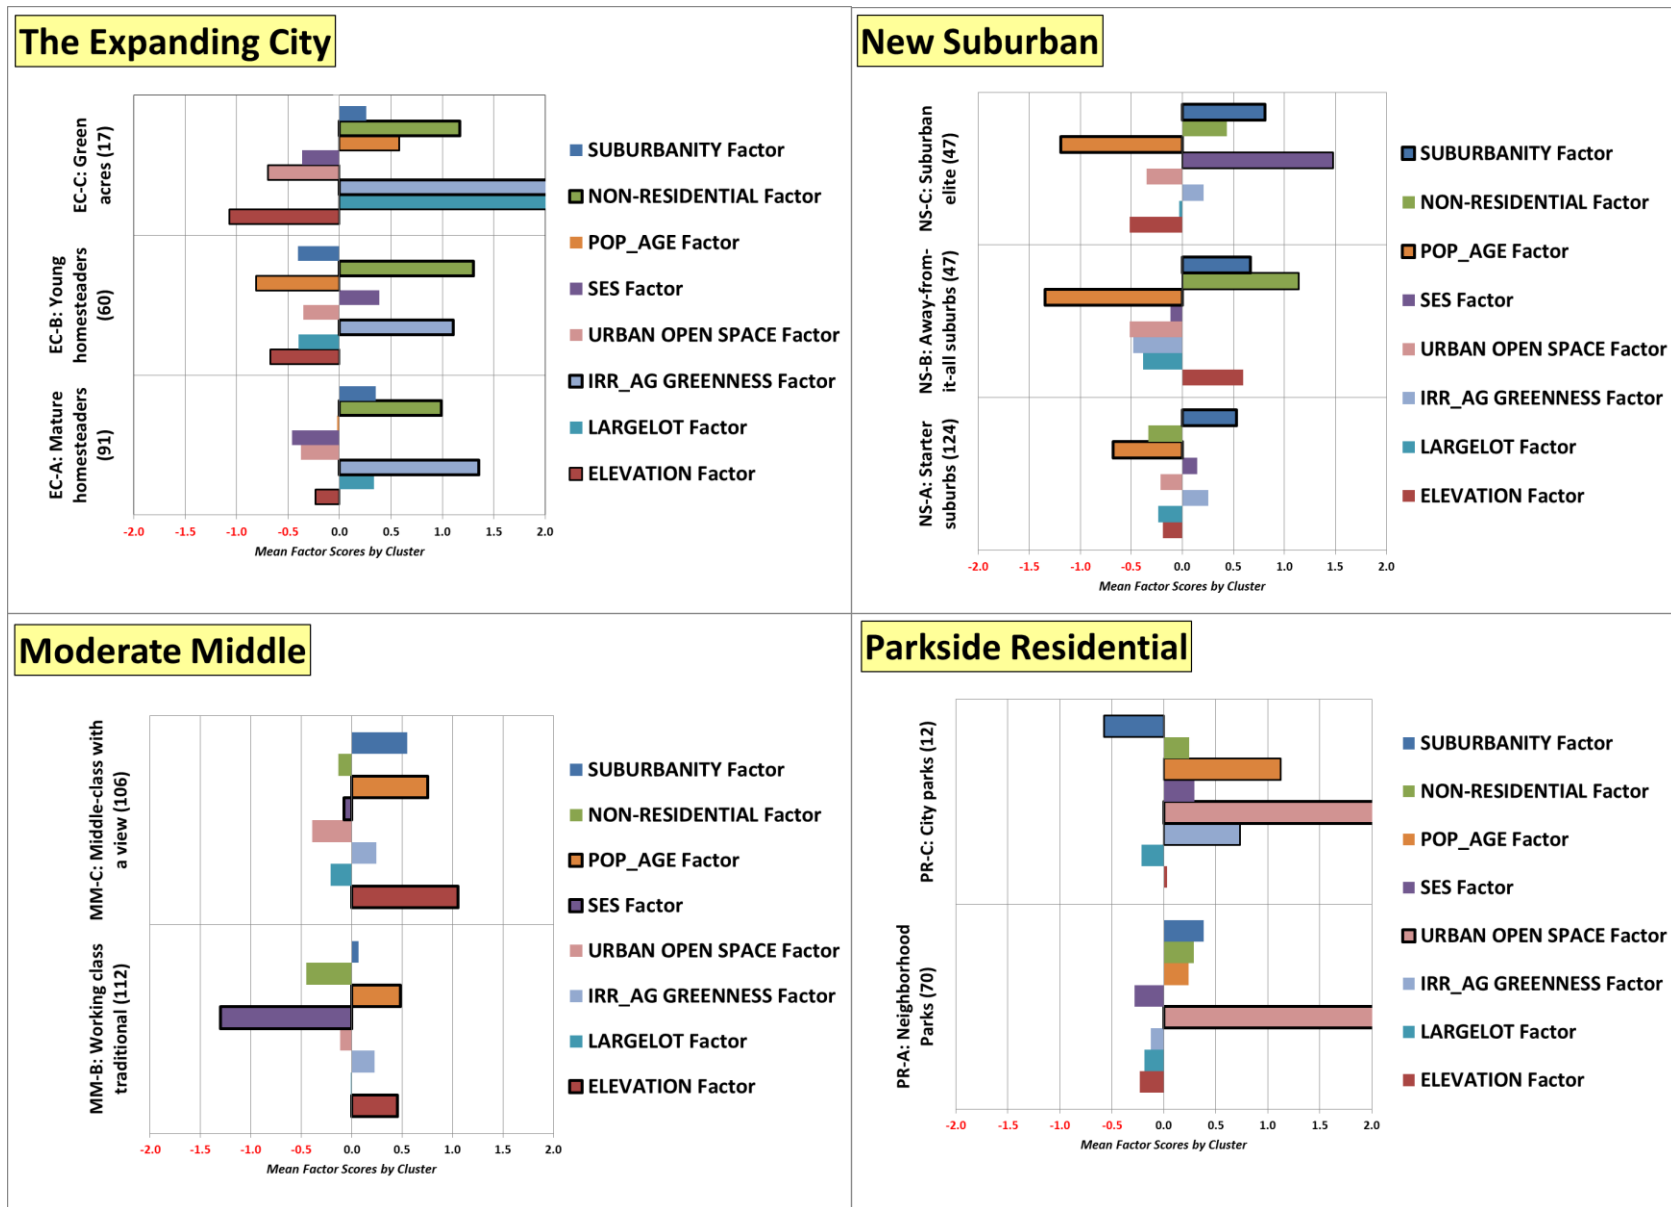 The Expanding City
EC-C: Green
acres (17)
EC-B: Young
homesteaders
(60)
EC-A: Mature
homesteaders
(91)
-2.0 -1.5 -1.0 -0.5 0.0 0.5 1.0 1.5 2.0
Mean Factor Scores by Cluster
SUBURBANITY Factor
NON-RESIDENTIAL Factor
POP_AGE Factor
SES Factor
URBAN OPEN SPACE Factor
IRR_AG GREENNESS Factor
LARGELOT Factor
ELEVATION Factor
New Suburban
NS-C: Suburban
elite (47)
NS-B: Away-from-
it-all suburbs (47)
NS-A: Starter
suburbs (124)
-2.0 -1.5 -1.0 -0.5 0.0 0.5 1.0 1.5 2.0
Mean Factor Scores by Cluster
SUBURBANITY Factor
NON-RESIDENTIAL Factor
POP_AGE Factor
SES Factor
URBAN OPEN SPACE Factor
IRR_AG GREENNESS Factor
LARGELOT Factor
ELEVATION Factor
Moderate Middle
MM-C: Middle-class with
a view (106)
MM-B: Working class
traditional (112)
-2.0 -1.5 -1.0 -0.5 0.0 0.5 1.0 1.5 2.0
Mean Factor Scores by Cluster
SUBURBANITY Factor
NON-RESIDENTIAL Factor
POP_AGE Factor
SES Factor
URBAN OPEN SPACE Factor
IRR_AG GREENNESS Factor
LARGELOT Factor
ELEVATION Factor
Parkside Residential
PR-C: City parks (12)
PR-A: Neighborhood
Parks (70)
-2.0 -1.5 -1.0 -0.5 0.0 0.5 1.0 1.5 2.0
Mean Factor Scores by Cluster
SUBURBANITY Factor
NON-RESIDENTIAL Factor
POP_AGE Factor
SES Factor
URBAN OPEN SPACE Factor
IRR_AG GREENNESS Factor
LARGELOT Factor
ELEVATION Factor